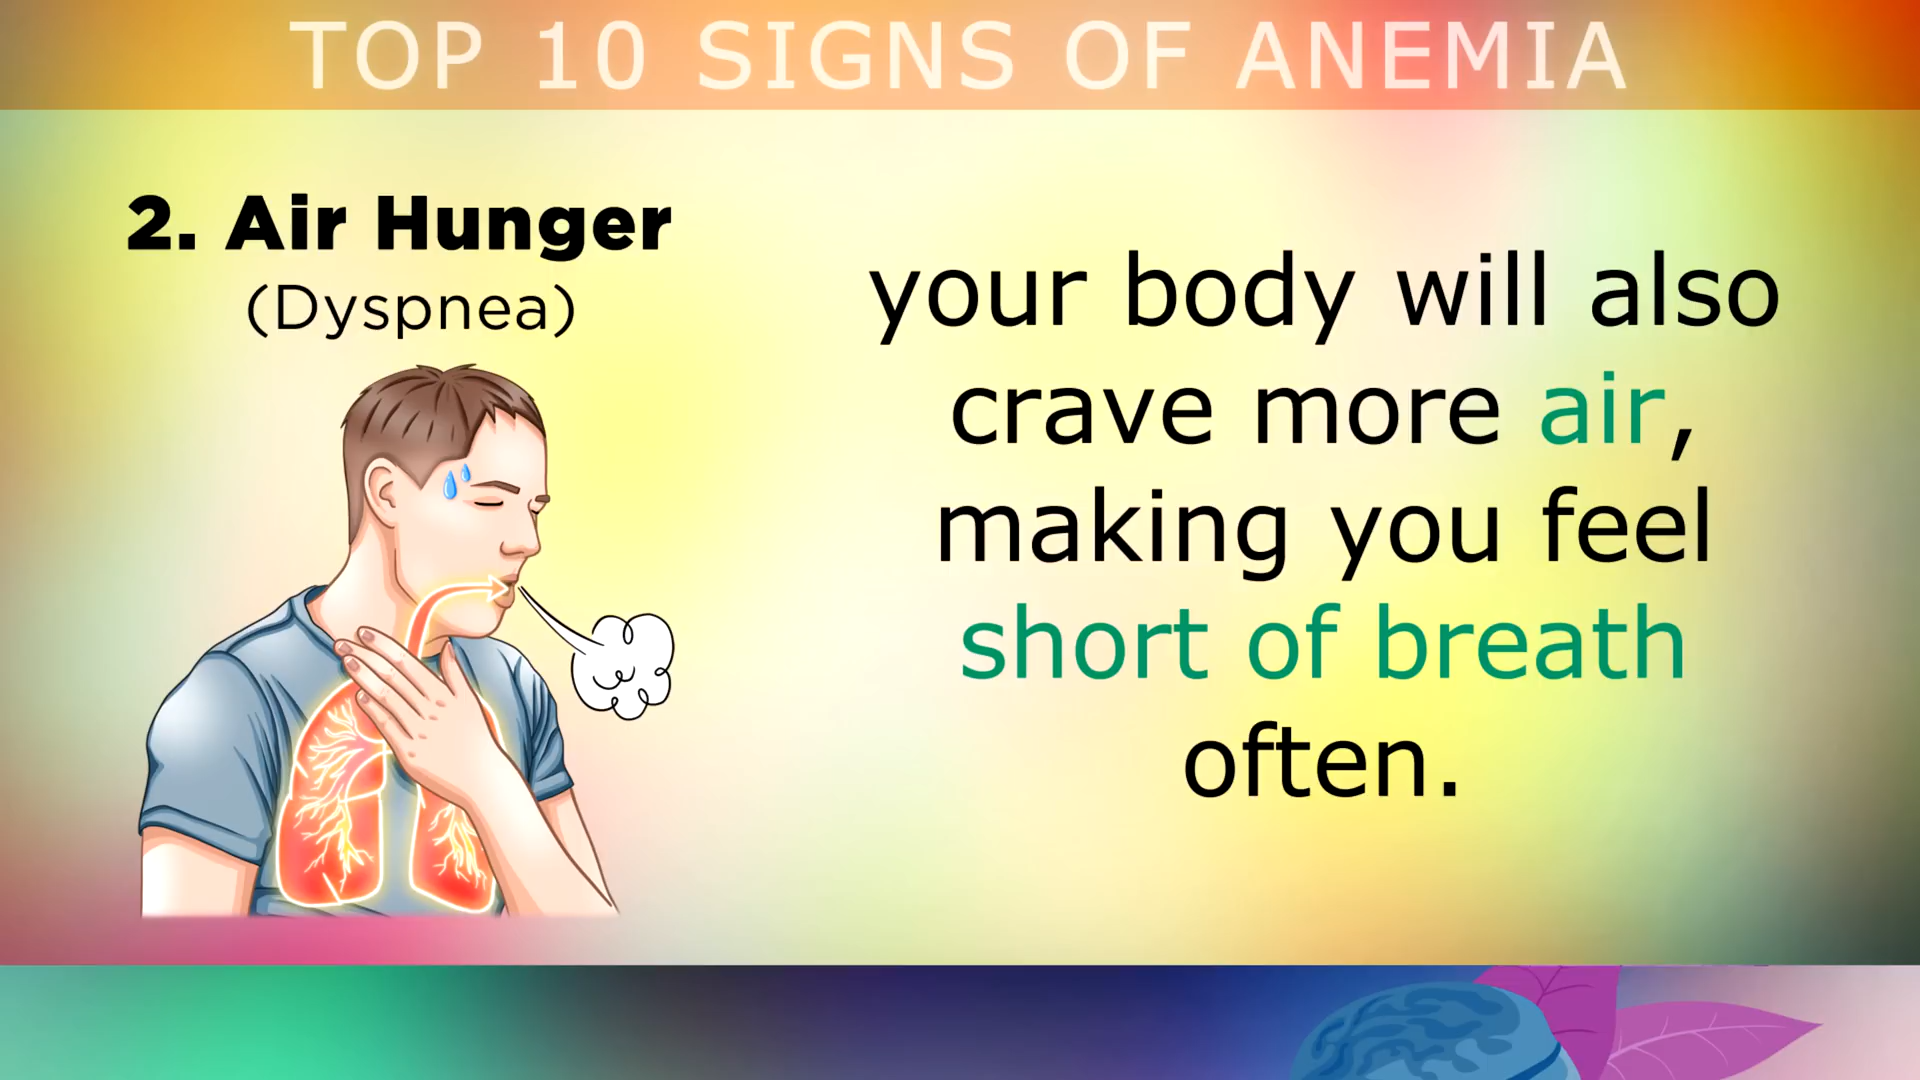 TOP 10 SIGNS OF ANEMIA
2. Air Hunger
(Dyspnea)
your body will also
crave more air,
making you feel
short of breath
often.